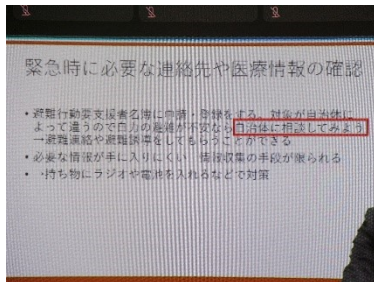 緊急時に必要な連絡先や医療情報の確認
・避難行動要支援者名簿に申請・登録をする。対象が自治体に
よって違うので自力の避難が不安なら自治体に相談してみよう
→避難連絡や避難誘導をしてもらうことができる
・必要な情報が手に入りにくい 情報収集の手段が限られる
・→持ち物にラジオや電池を入れるなどで対策